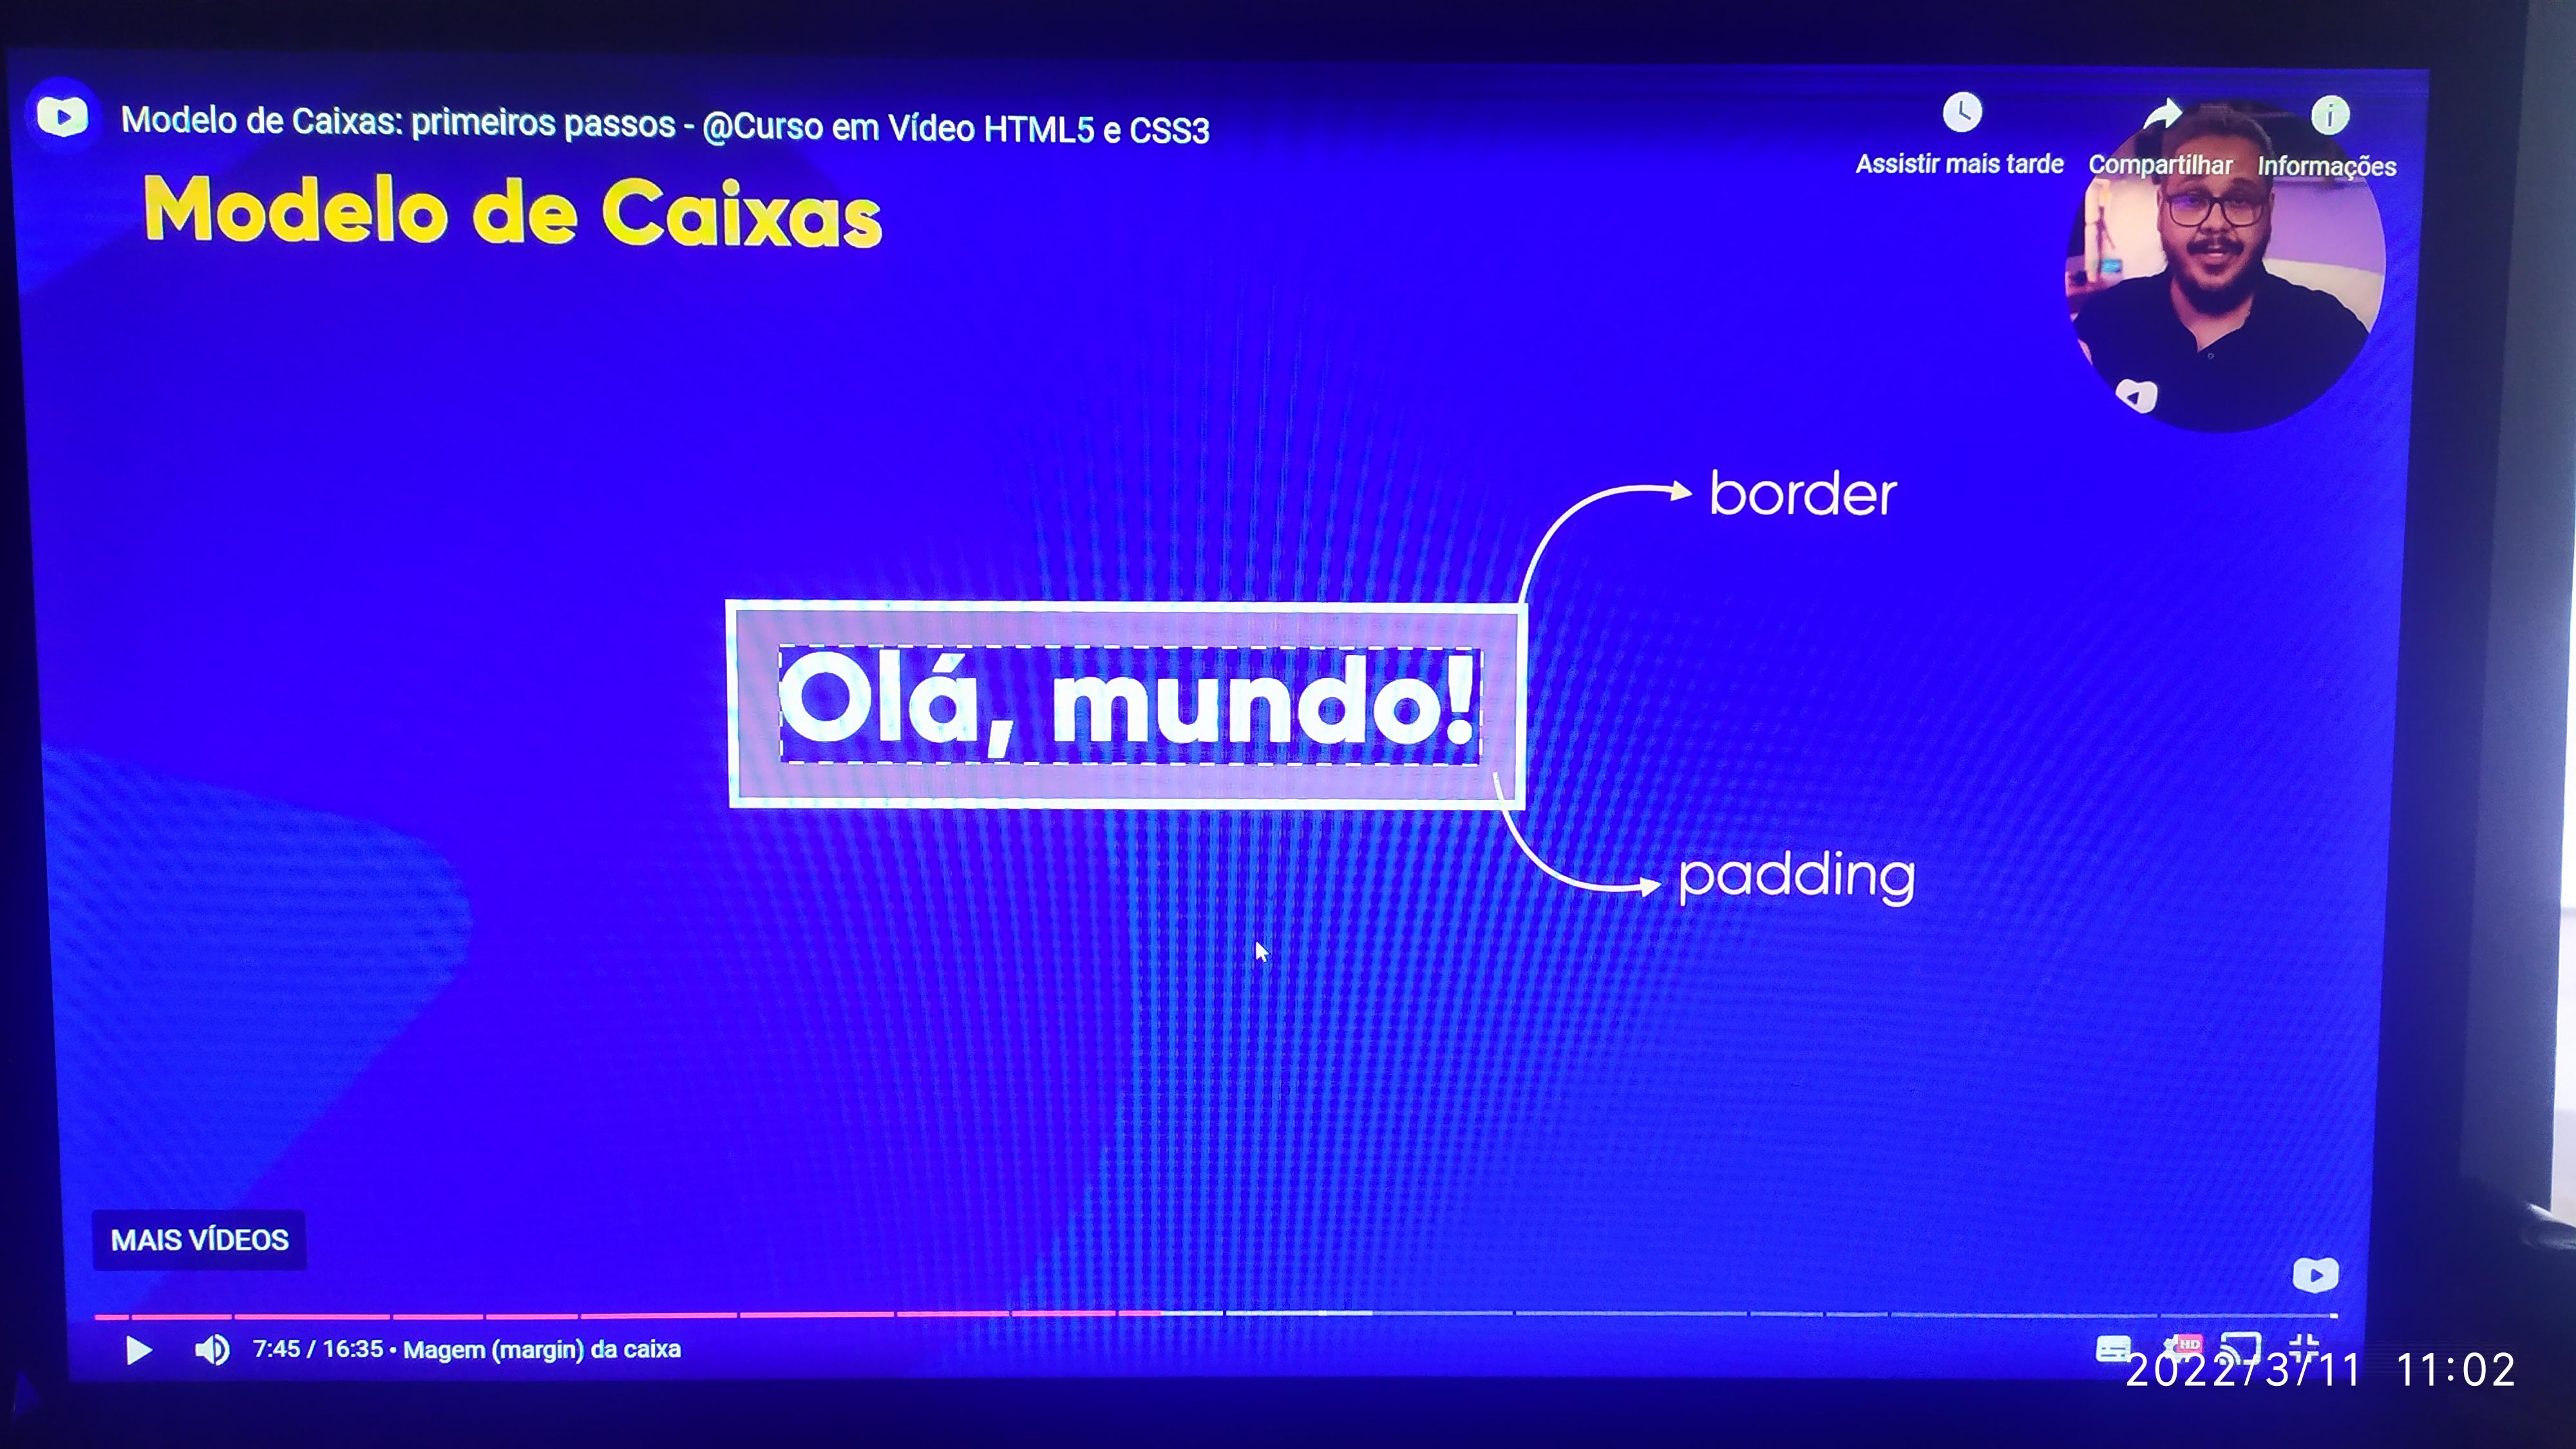 Modelo de Caixas: primeiros passos - @Curso em Vídeo HTML5 e CSS3
Assistir mais tarde
Compartilhar
Informações
Modelo de Caixas
border
Olá, mundo!
padding
MAIS VÍDEOS
7:45 / 16:35 • Magem (margin) da caixa
HD
2022/3/11 11:02